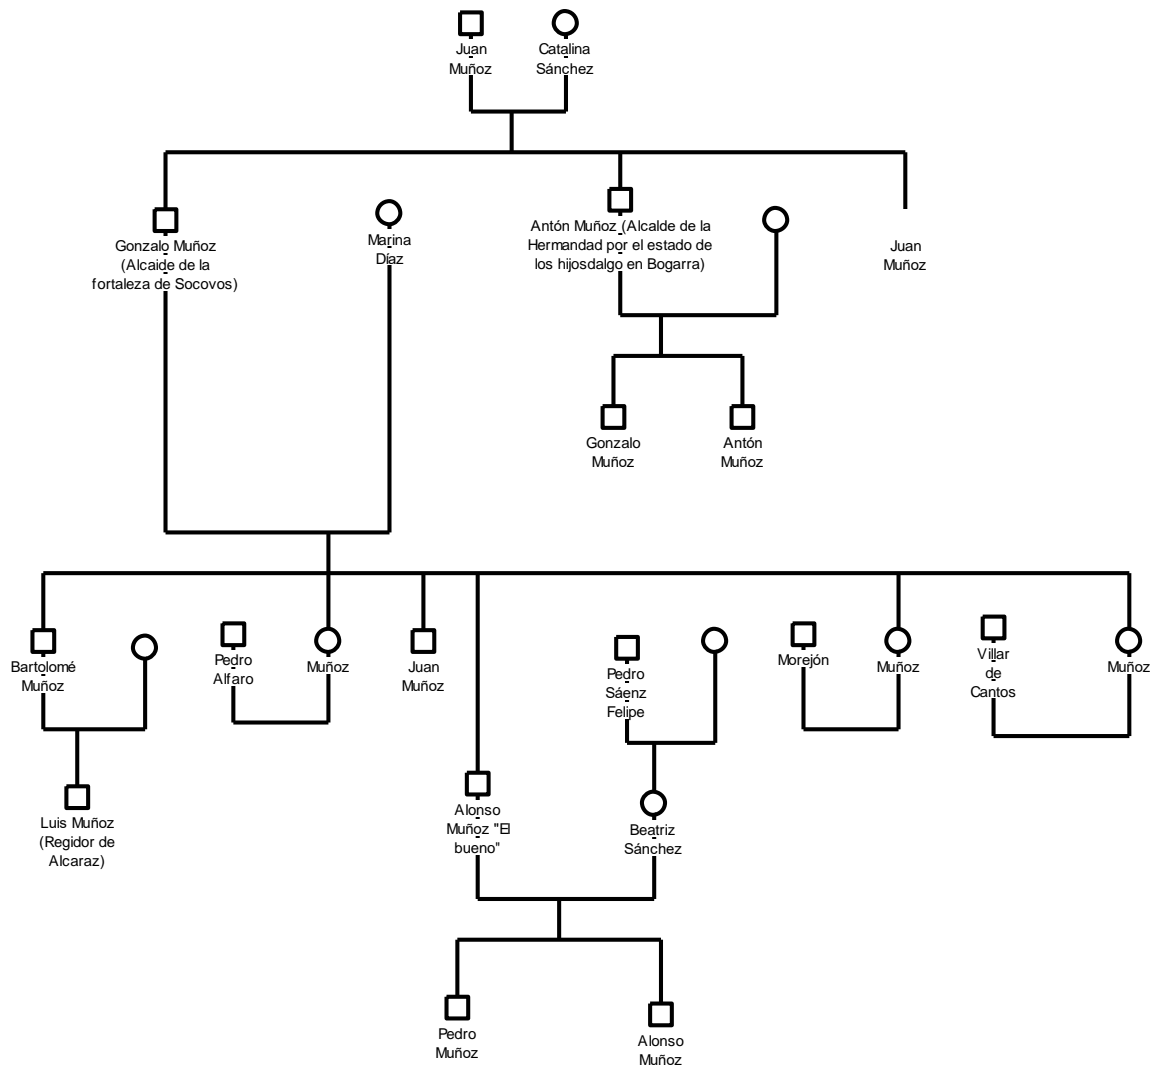 Juan
Muñoz
Catalina
Sánchez
Gonzalo Muñoz
(Alcaide de la
fortaleza de Socovos)
Marina
Díaz
Antón Muñoz (Alcalde de la
Hermandad por el estado de
los hijosdalgo en Bogarra)
Juan
Muñoz
Gonzalo
Muñoz
Antón
Muñoz
Bartolomé
Muñoz
Pedro
Alfaro
Muñoz
Juan
Muñoz
Pedro
Sáenz
Felipe
Morejón
Muñoz
Villar
de
Cantos
Muñoz
Luis Muñoz
(Regidor de
Alcaraz)
Alonso
Muñoz "El
bueno"
Beatriz
Sánchez
Pedro
Muñoz
Alonso
Muñoz